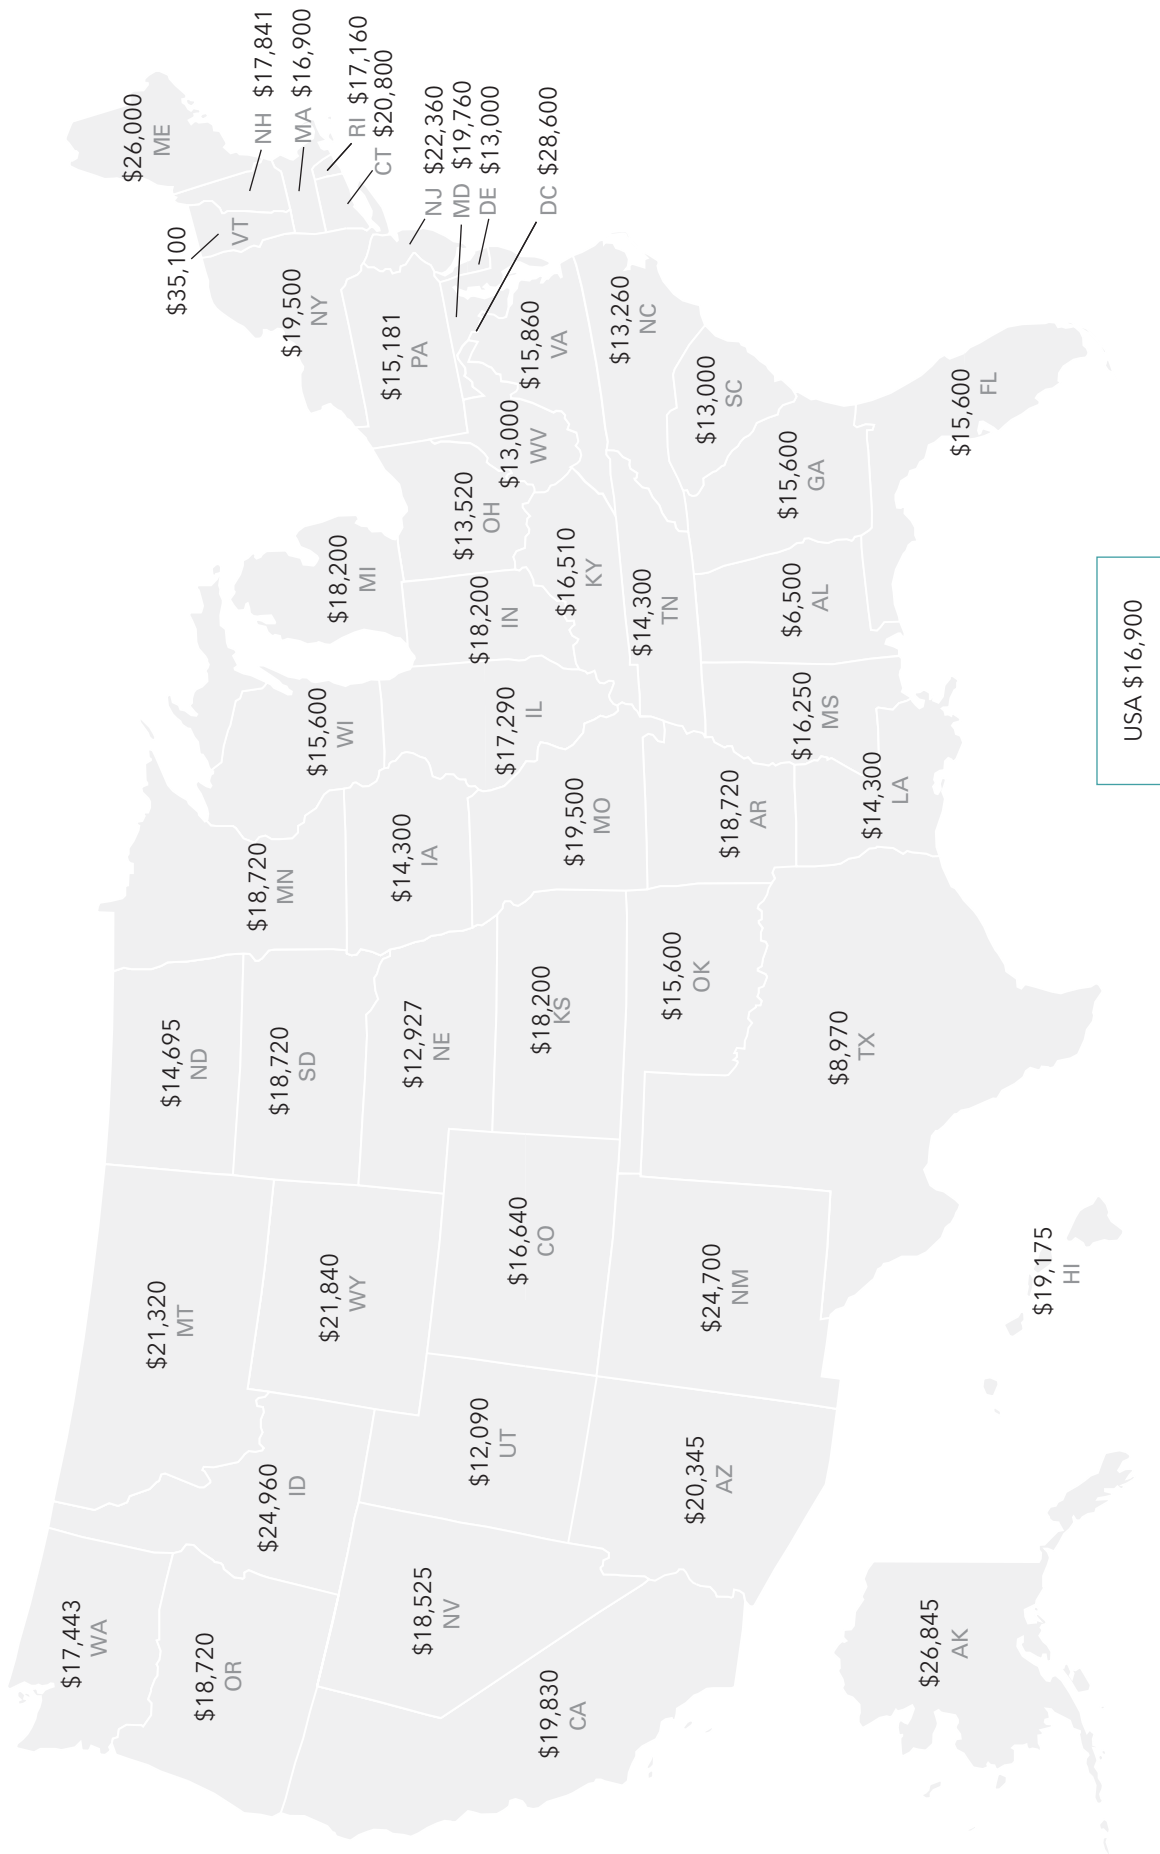 $17,443
WA
$18,720
OR
$19,830
CA
$18,525
NV
$24,960
ID
$21,320
MT
$21,840
WY
$12,090
UT
$20,345
AZ
$16,640
CO
$24,700
NM
$14,695
ND
$18,720
SD
$12,927
NE
$18,200
KS
$15,600
OK
$8,970
TX
$18,720
MN
$14,300
IA
$19,500
MO
$18,720
AR
$14,300
LA
$15,600
WI
$17,290
IL
$16,250
MS
$18,200
MI
$18,200
IN
$16,510
KY
$14,300
TN
$6,500
AL
$13,520
OH
$13,000
WV
$15,600
GA
$15,600
FL
$13,000
SC
$13,260
NC
$15,860
VA
$15,181
PA
$19,500
NY
$35,100
VT
$26,000
ME
NH $17,841
MA $16,900
RI $17,160
CT $20,800
NJ $22,360
MD $19,760
DE $13,000
DC $28,600
$26,845
AK
$19,175
HI
USA $16,900